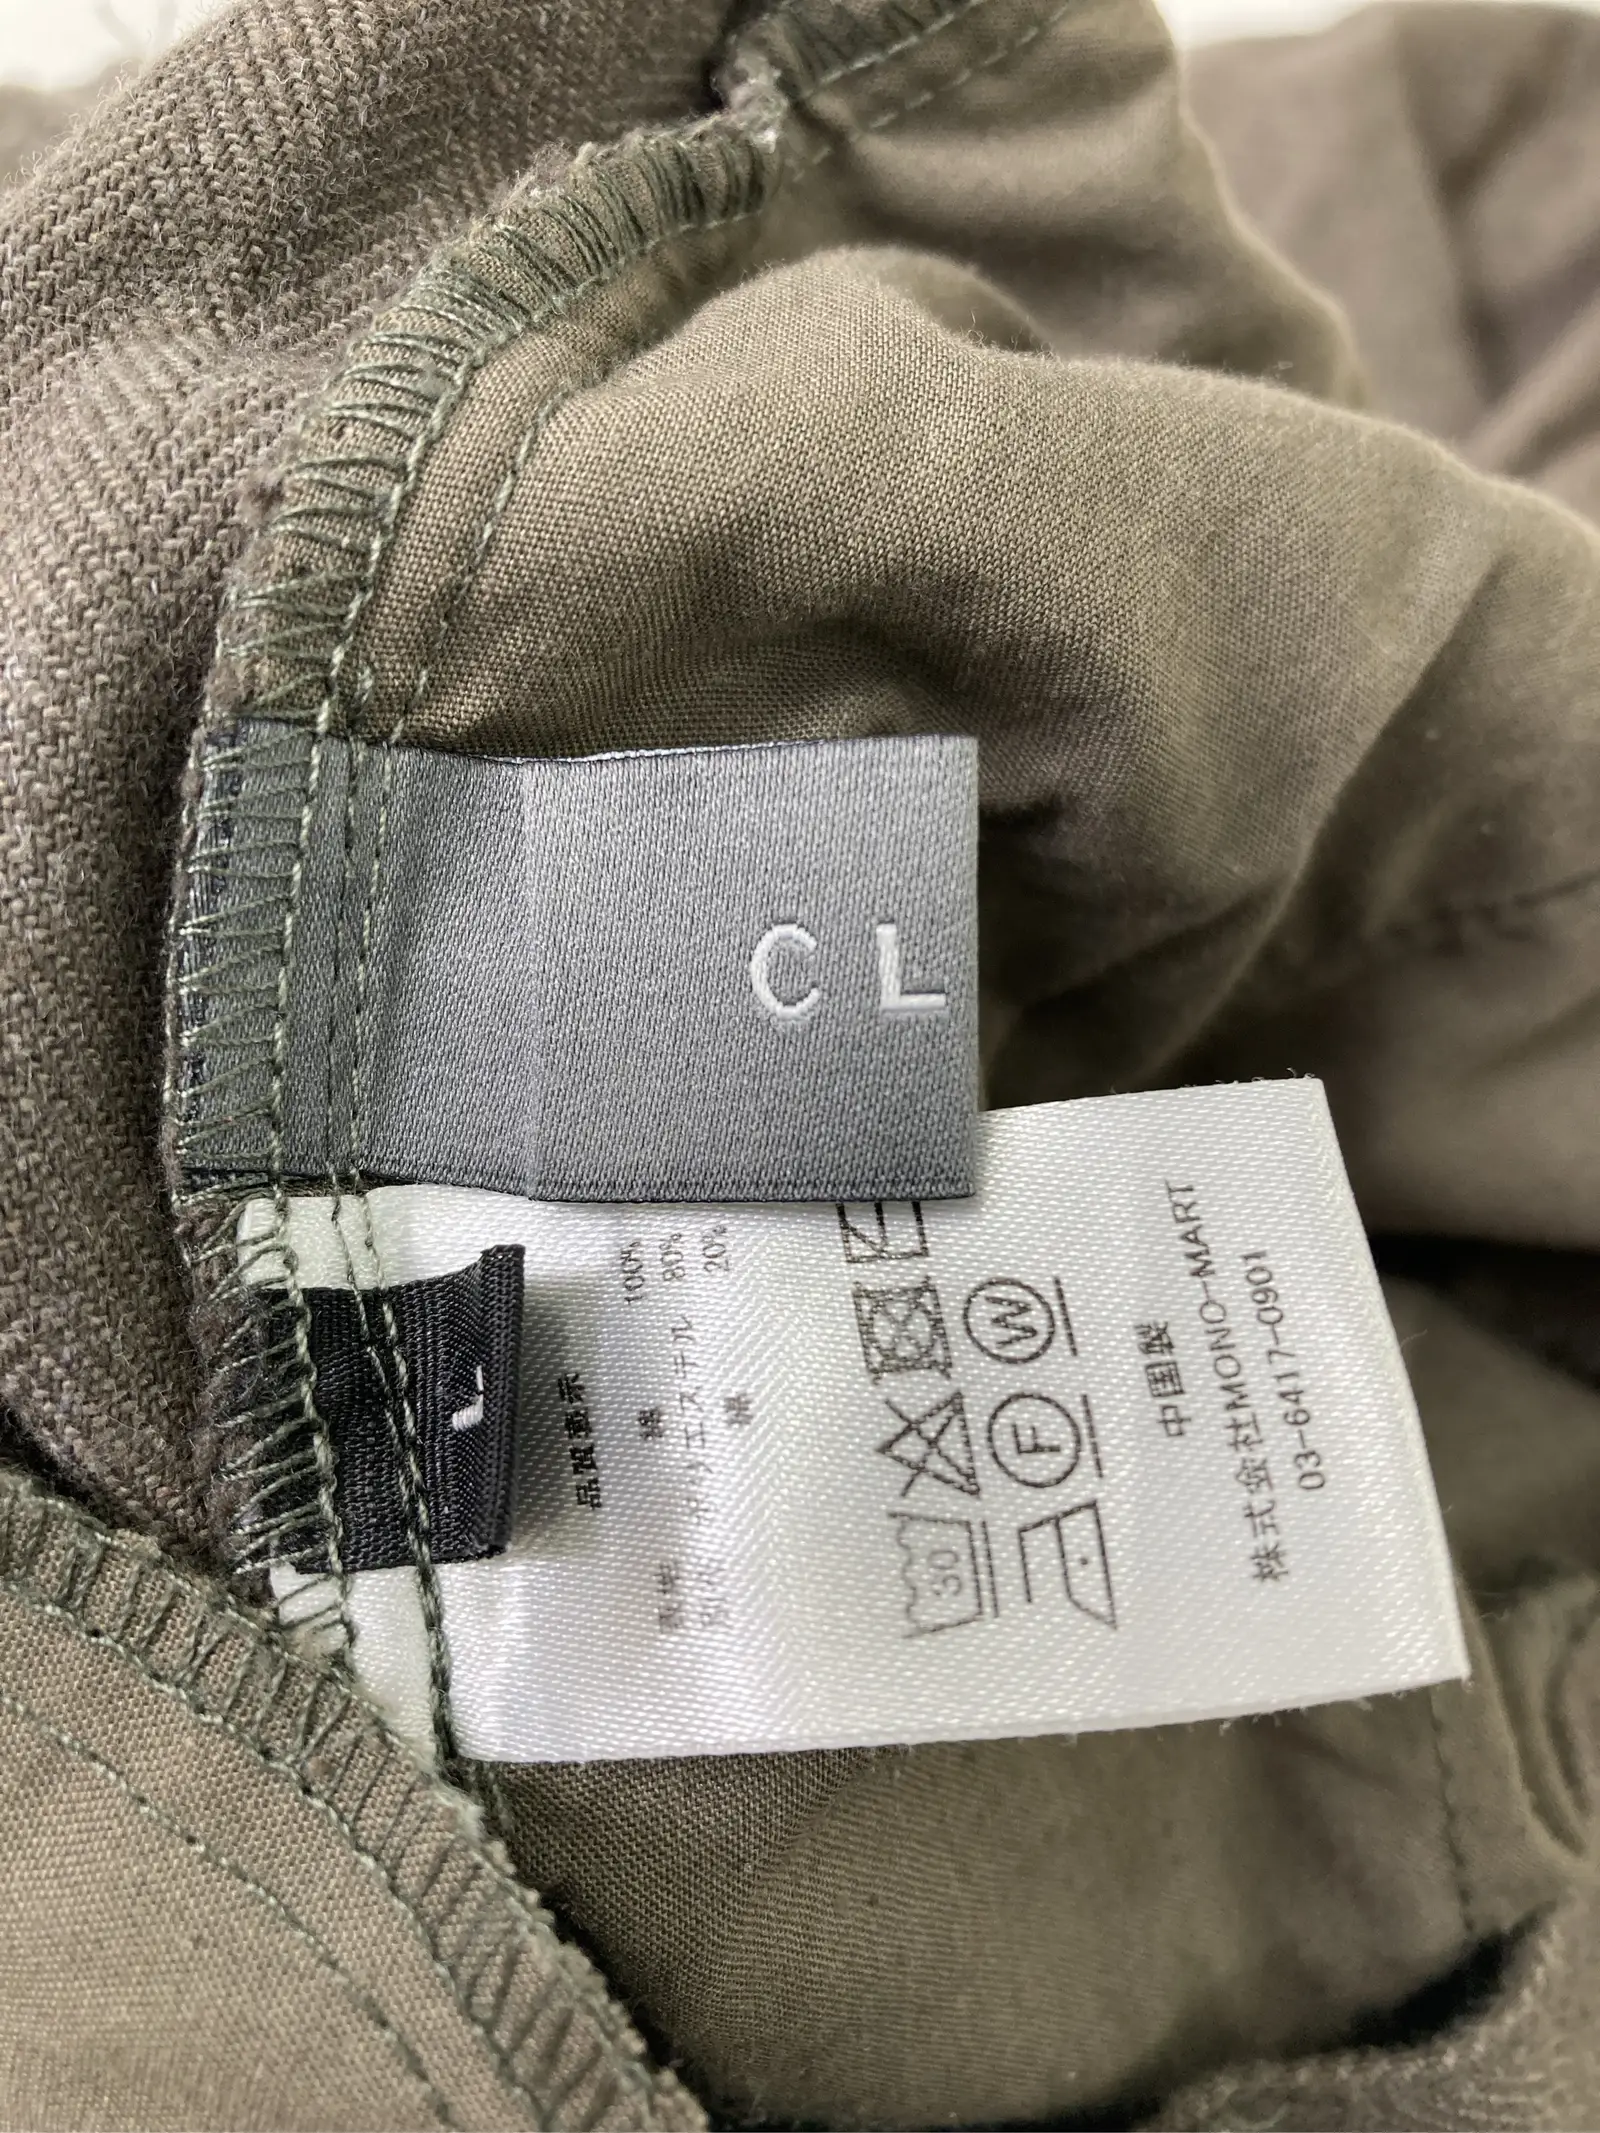 CL
L
品質表示
表地 綿 100%
別布 ポリエステル 80%
綿 20%
30
F
W
中国製
株式会社MONO-MART
03-6417-0901